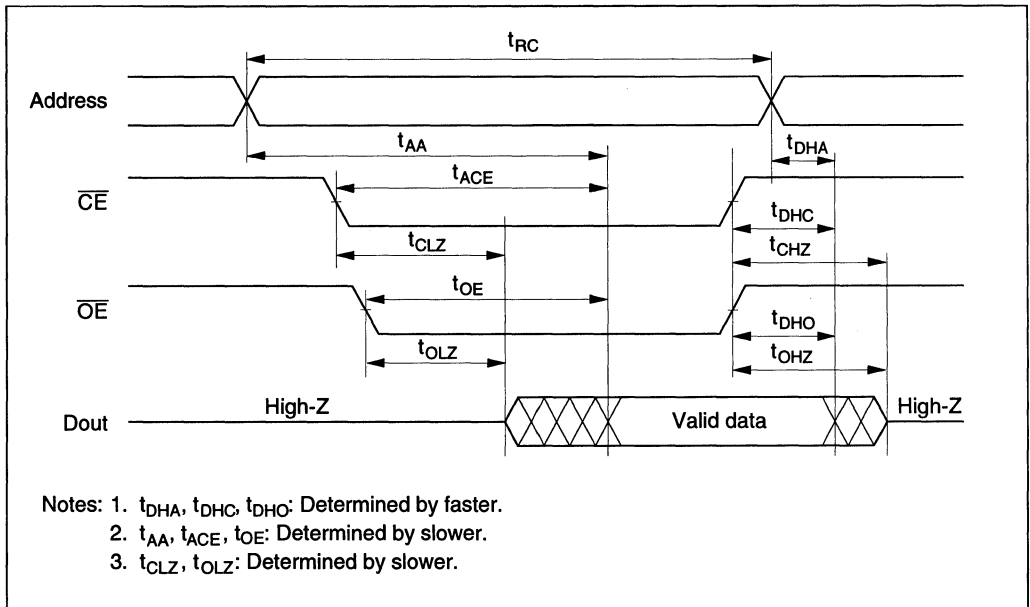 tRC
Address
tAA
tDHA
CE
tACE
tDHC
tCLZ
tCHZ
OE
tOE
tDHO
tOLZ
tOHZ
Dout
High-Z
Valid data
High-Z
Notes: 1. tDHA, tDHC, tDHO: Determined by faster.
2. tAA, tACE, tOE: Determined by slower.
3. tCLZ, tOLZ: Determined by slower.